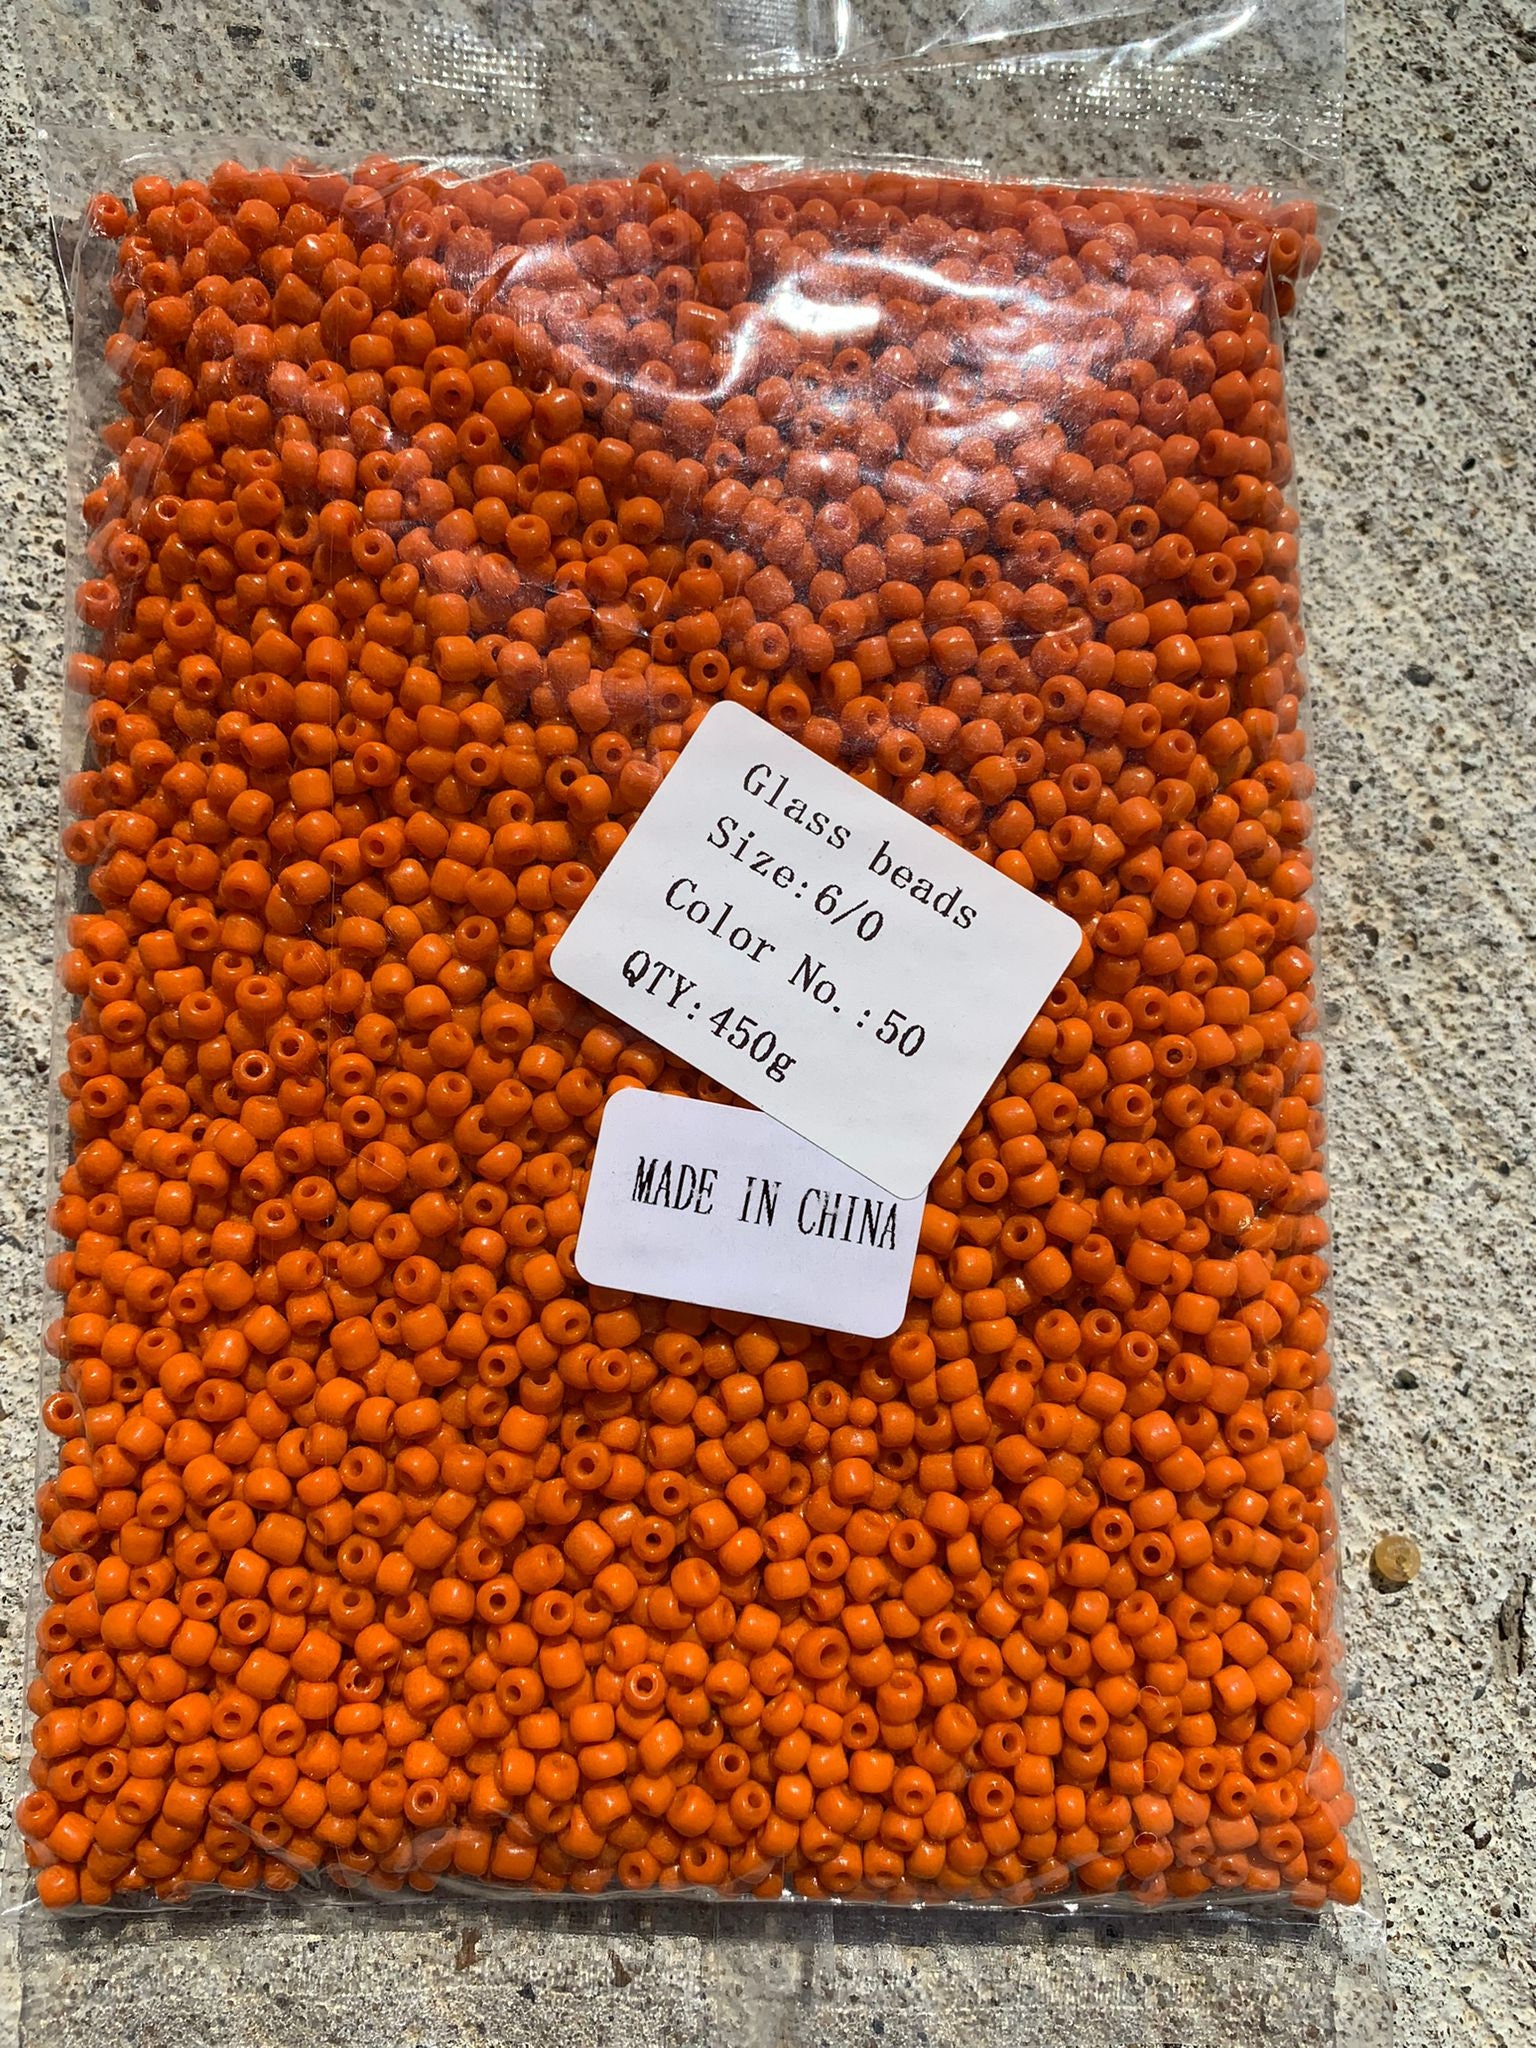 Glass beads
Size:6/0
Color No.:50
QTY:450g
MADE IN CHINA